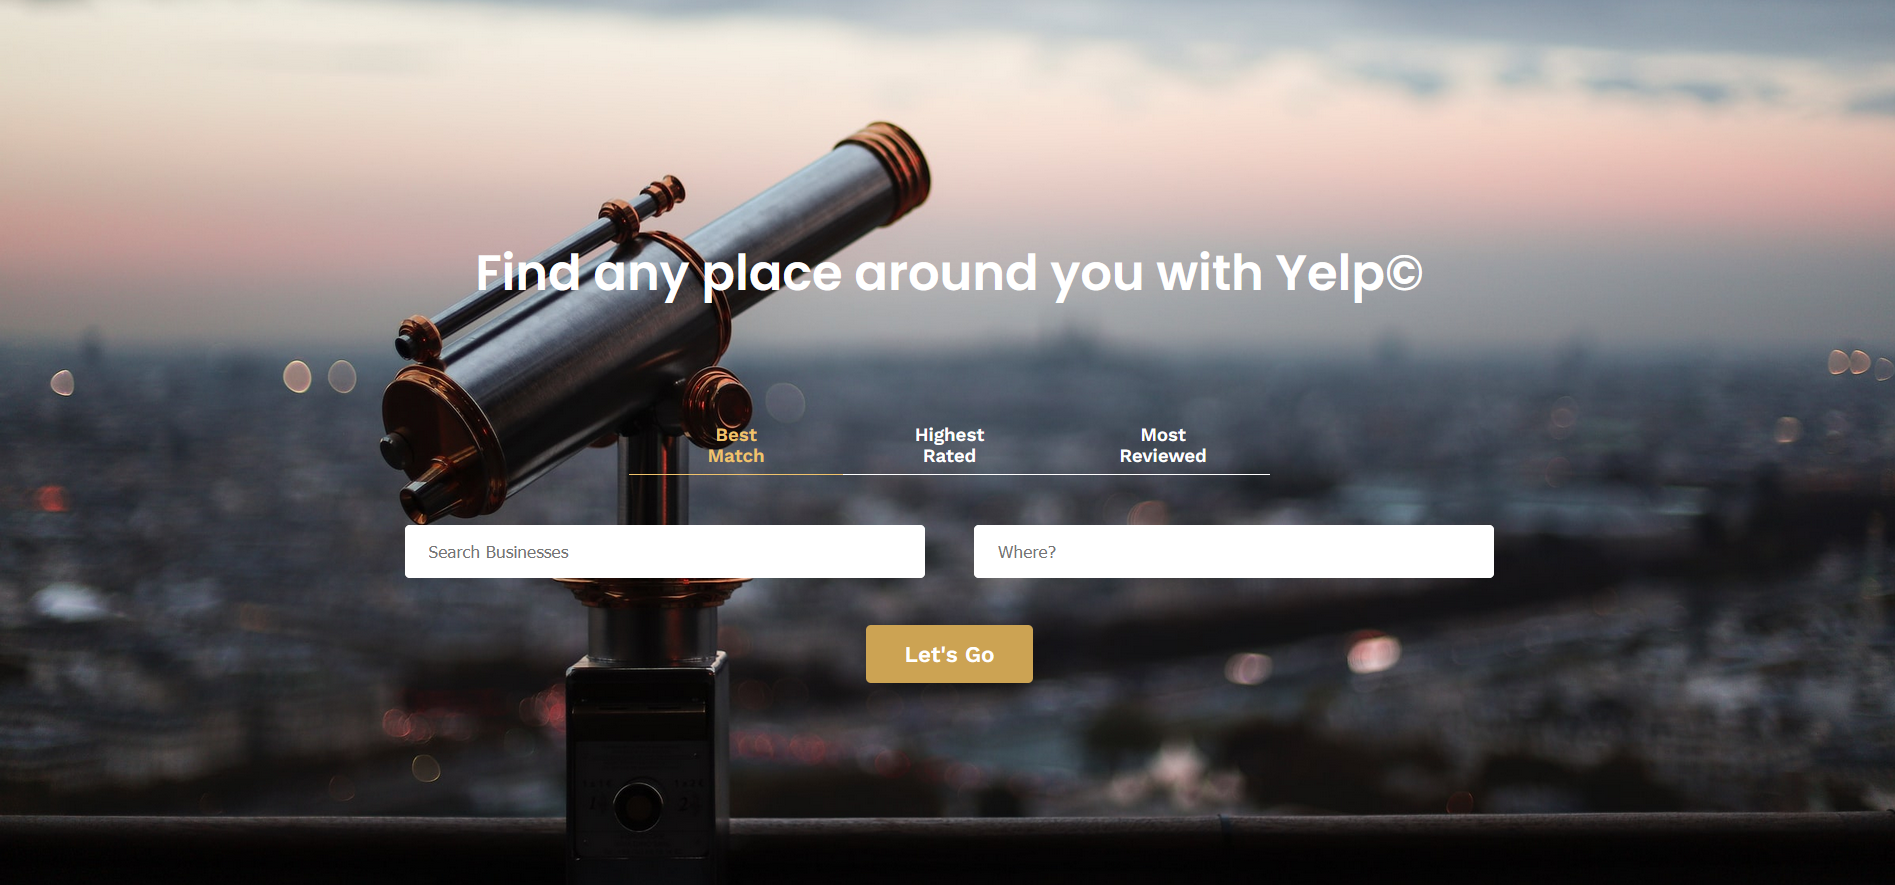 Find any place around you with Yelp©
Best
Match
Highest
Rated
Most
Reviewed
Search Businesses
Where?
Let's Go